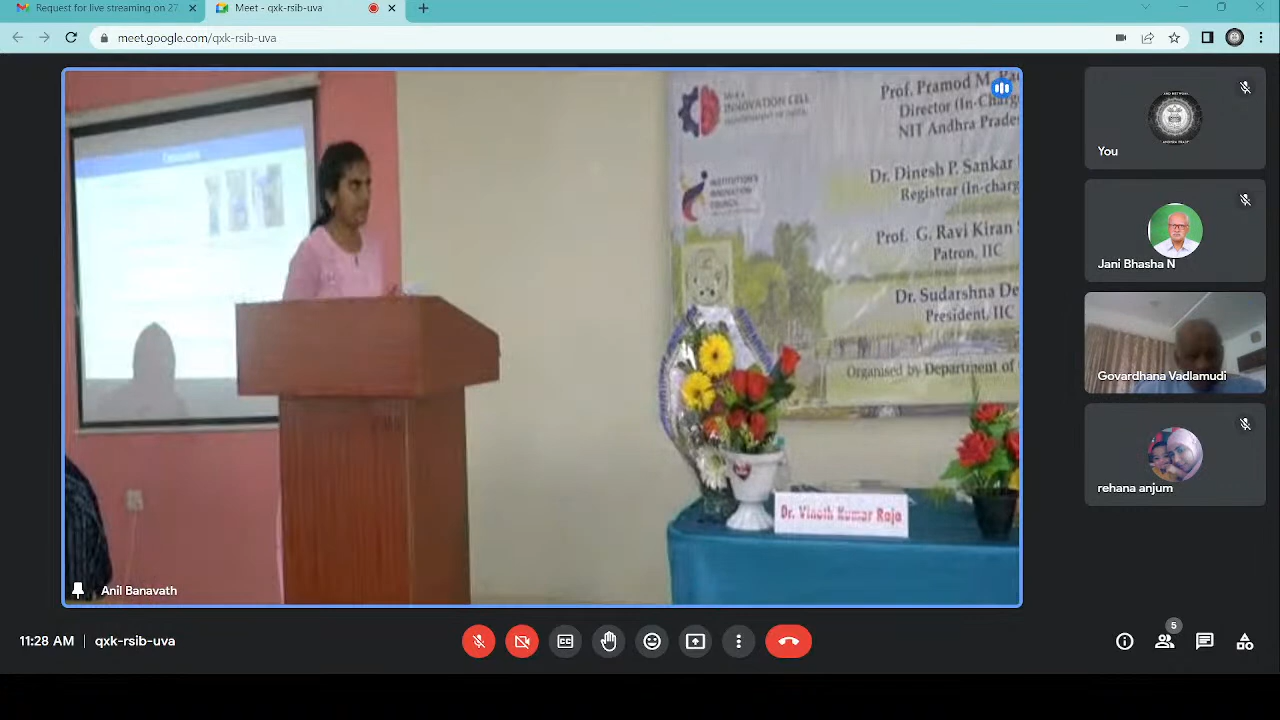 Request for live streaming on 27
Meet - qxk-rsib-uva
meet.google.com/qxk-rsib-uva
INNOVATION CELL
INSTITUTION'S
INNOVATION
COUNCIL
Prof. Pramod M.
Director (In-Charg
NIT Andhra Prade
Dr. Dinesh P. Sankar
Registrar (In-charg
Prof. G. Ravi Kiran
Patron, IIC
Dr. Sudarshna De
President, IIC
Organised by Department of
Dr. Vinoth Kumar Raja
Anil Banavath
You
Jani Bhasha N
Govardhana Vadlamudi
rehana anjum
11:28 AM | qxk-rsib-uva
5